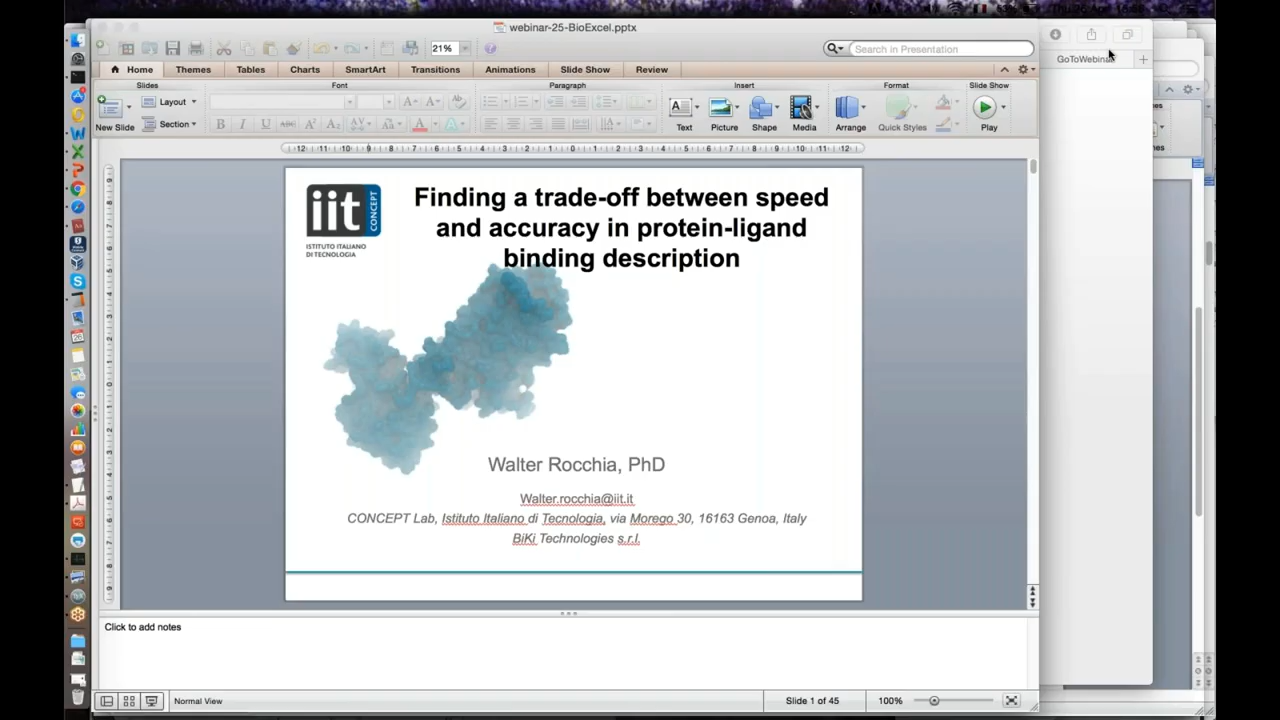 webinar-25-BioExcel.pptx
21%
Search in Presentation
GoToWebinar
Home Themes Tables Charts SmartArt Transitions Animations Slide Show Review
Slides Font Paragraph Insert Format Slide Show
New Slide Layout Section Text Picture Shape Media Arrange Quick Styles Play
iit CONCEPT
ISTITUTO ITALIANO
DI TECNOLOGIA
Finding a trade-off between speed
and accuracy in protein-ligand
binding description
Walter Rocchia, PhD
Walter.rocchia@iit.it
CONCEPT Lab, Istituto Italiano di Tecnologia, via Morego 30, 16163 Genoa, Italy
BiKi Technologies s.r.l.
Click to add notes
Normal View Slide 1 of 45 100%